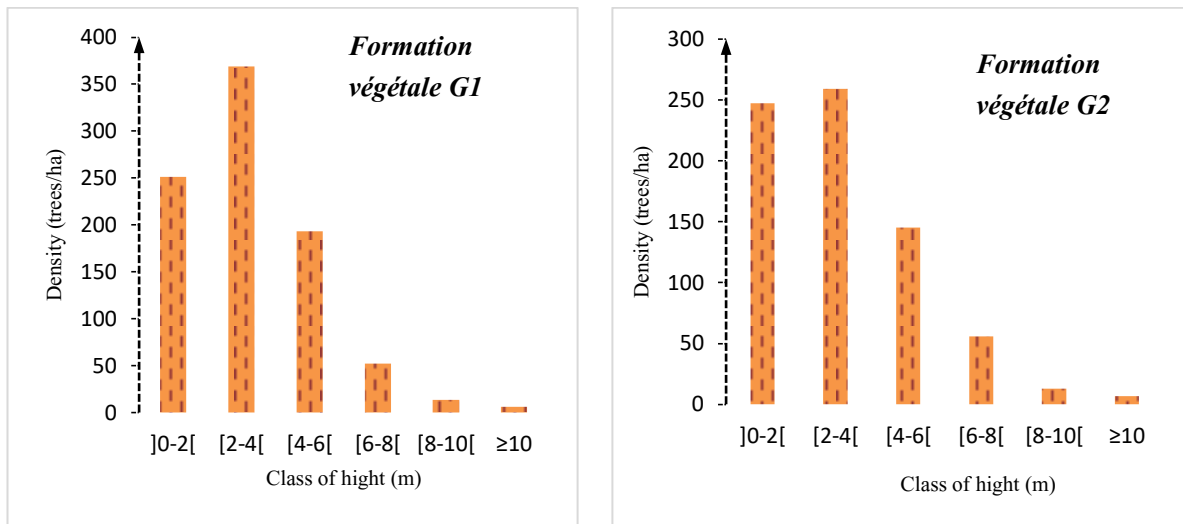 Formation
végétale G1
400
350
300
250
200
150
100
50
0
Density (trees/ha)
]0-2[ [2-4[ [4-6[ [6-8[ [8-10[ ≥10
Class of hight (m)
Formation
végétale G2
300
250
200
150
100
50
0
Density (trees/ha)
]0-2[ [2-4[ [4-6[ [6-8[ [8-10[ ≥10
Class of hight (m)